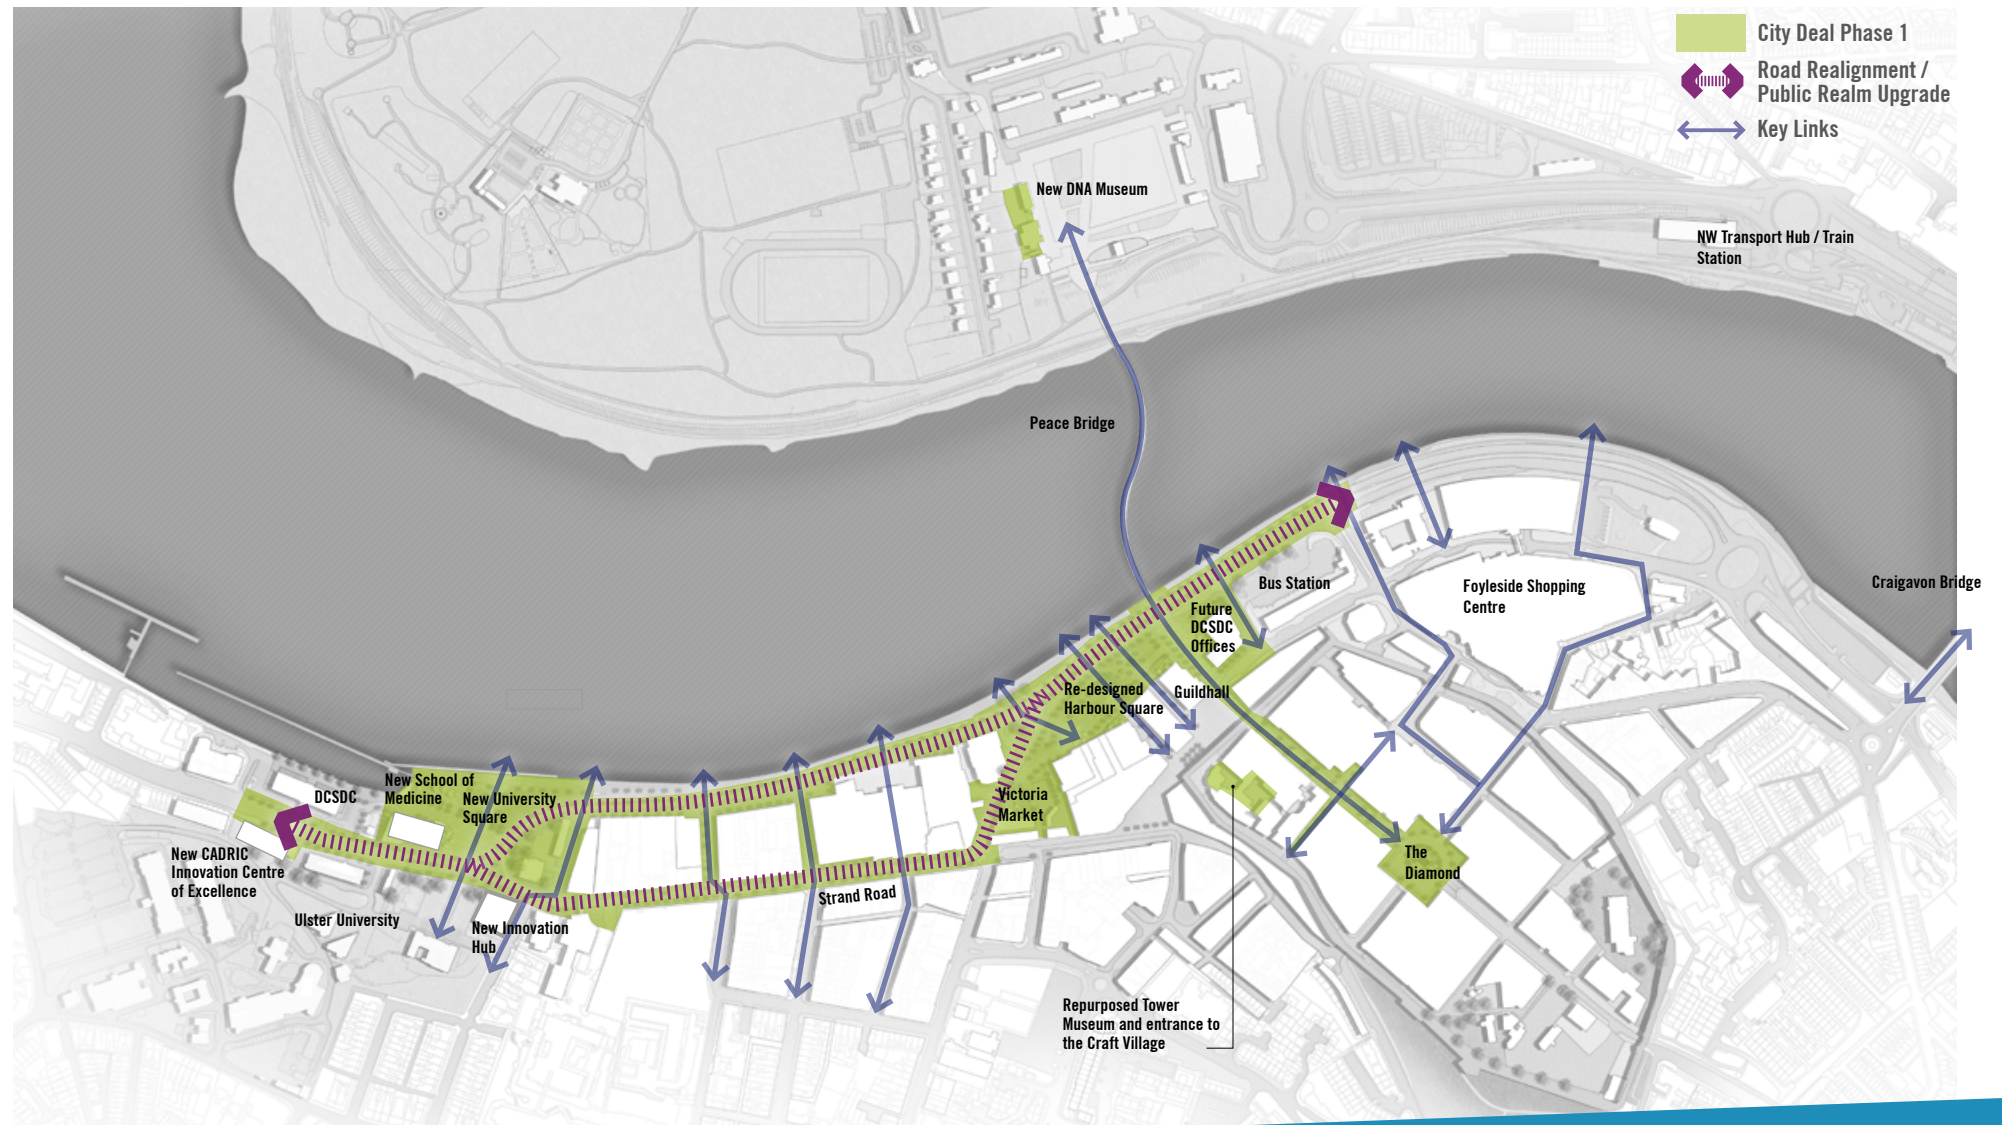 City Deal Phase 1
Road Realignment /
Public Realm Upgrade
Key Links
New DNA Museum
NW Transport Hub / Train
Station
Peace Bridge
Craigavon Bridge
Bus Station
Foyleside Shopping
Centre
Future
DCSDC
Offices
Re-designed
Harbour Square
Guildhall
New School of
Medicine
New University
Square
DCSDC
Victoria
Market
New CADRIC
Innovation Centre
of Excellence
The
Diamond
Strand Road
Ulster University
New Innovation
Hub
Repurposed Tower
Museum and entrance to
the Craft Village